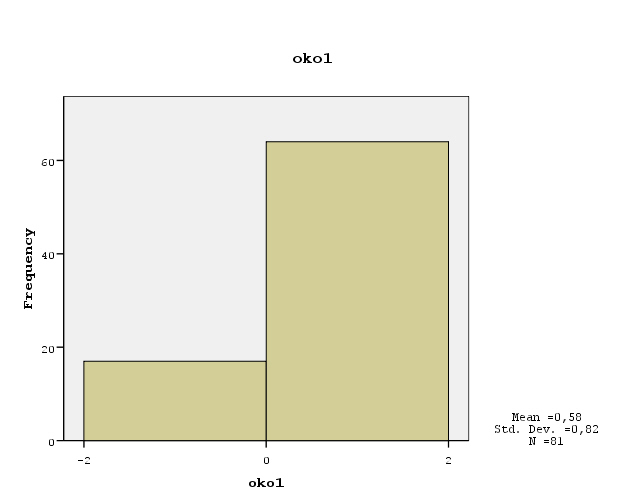 oko1
Frequency
60
40
20
0
-2
0
2
oko1
Mean =0,58
Std. Dev. =0,82
N =81